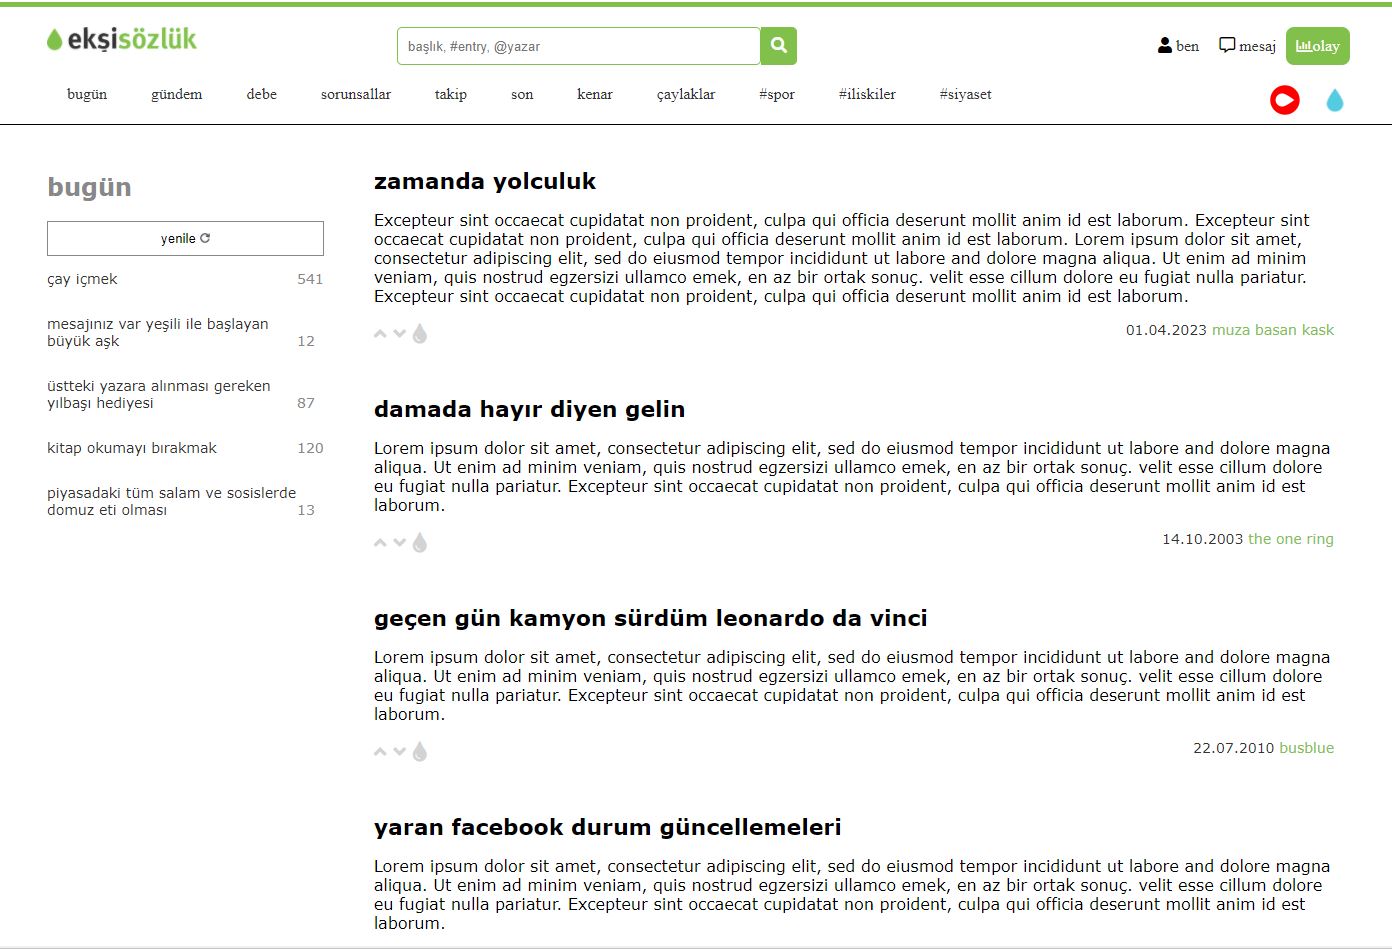 ekşisözlük
başlık, #entry, @yazar
ben
mesaj
olay
bugün
gündem
debe
sorunsallar
takip
son
kenar
çaylaklar
#spor
#iliskiler
#siyaset
bugün
yenile
çay içmek 541
mesajınız var yeşili ile başlayan
büyük aşk 12
üstteki yazara alınması gereken
yılbaşı hediyesi 87
kitap okumayı bırakmak 120
piyasadaki tüm salam ve sosislerde
domuz eti olması 13
zamanda yolculuk
Excepteur sint occaecat cupidatat non proident, culpa qui officia deserunt mollit anim id est laborum. Excepteur sint
occaecat cupidatat non proident, culpa qui officia deserunt mollit anim id est laborum. Lorem ipsum dolor sit amet,
consectetur adipiscing elit, sed do eiusmod tempor incididunt ut labore and dolore magna aliqua. Ut enim ad minim
veniam, quis nostrud egzersizi ullamco emek, en az bir ortak sonuç. velit esse cillum dolore eu fugiat nulla pariatur.
Excepteur sint occaecat cupidatat non proident, culpa qui officia deserunt mollit anim id est laborum.
01.04.2023 muza basan kask
damada hayır diyen gelin
Lorem ipsum dolor sit amet, consectetur adipiscing elit, sed do eiusmod tempor incididunt ut labore and dolore magna
aliqua. Ut enim ad minim veniam, quis nostrud egzersizi ullamco emek, en az bir ortak sonuç. velit esse cillum dolore
eu fugiat nulla pariatur. Excepteur sint occaecat cupidatat non proident, culpa qui officia deserunt mollit anim id est
laborum.
14.10.2003 the one ring
geçen gün kamyon sürdüm leonardo da vinci
Lorem ipsum dolor sit amet, consectetur adipiscing elit, sed do eiusmod tempor incididunt ut labore and dolore magna
aliqua. Ut enim ad minim veniam, quis nostrud egzersizi ullamco emek, en az bir ortak sonuç. velit esse cillum dolore
eu fugiat nulla pariatur. Excepteur sint occaecat cupidatat non proident, culpa qui officia deserunt mollit anim id est
laborum.
22.07.2010 busblue
yaran facebook durum güncellemeleri
Lorem ipsum dolor sit amet, consectetur adipiscing elit, sed do eiusmod tempor incididunt ut labore and dolore magna
aliqua. Ut enim ad minim veniam, quis nostrud egzersizi ullamco emek, en az bir ortak sonuç. velit esse cillum dolore
eu fugiat nulla pariatur. Excepteur sint occaecat cupidatat non proident, culpa qui officia deserunt mollit anim id est
laborum.